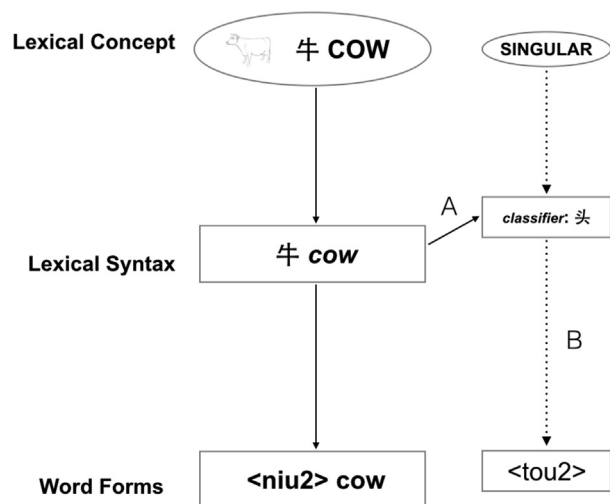 Lexical Concept
牛 COW
SINGULAR
A
classifier: 头
Lexical Syntax
牛 cow
B
Word Forms
<niu2> cow
<tou2>